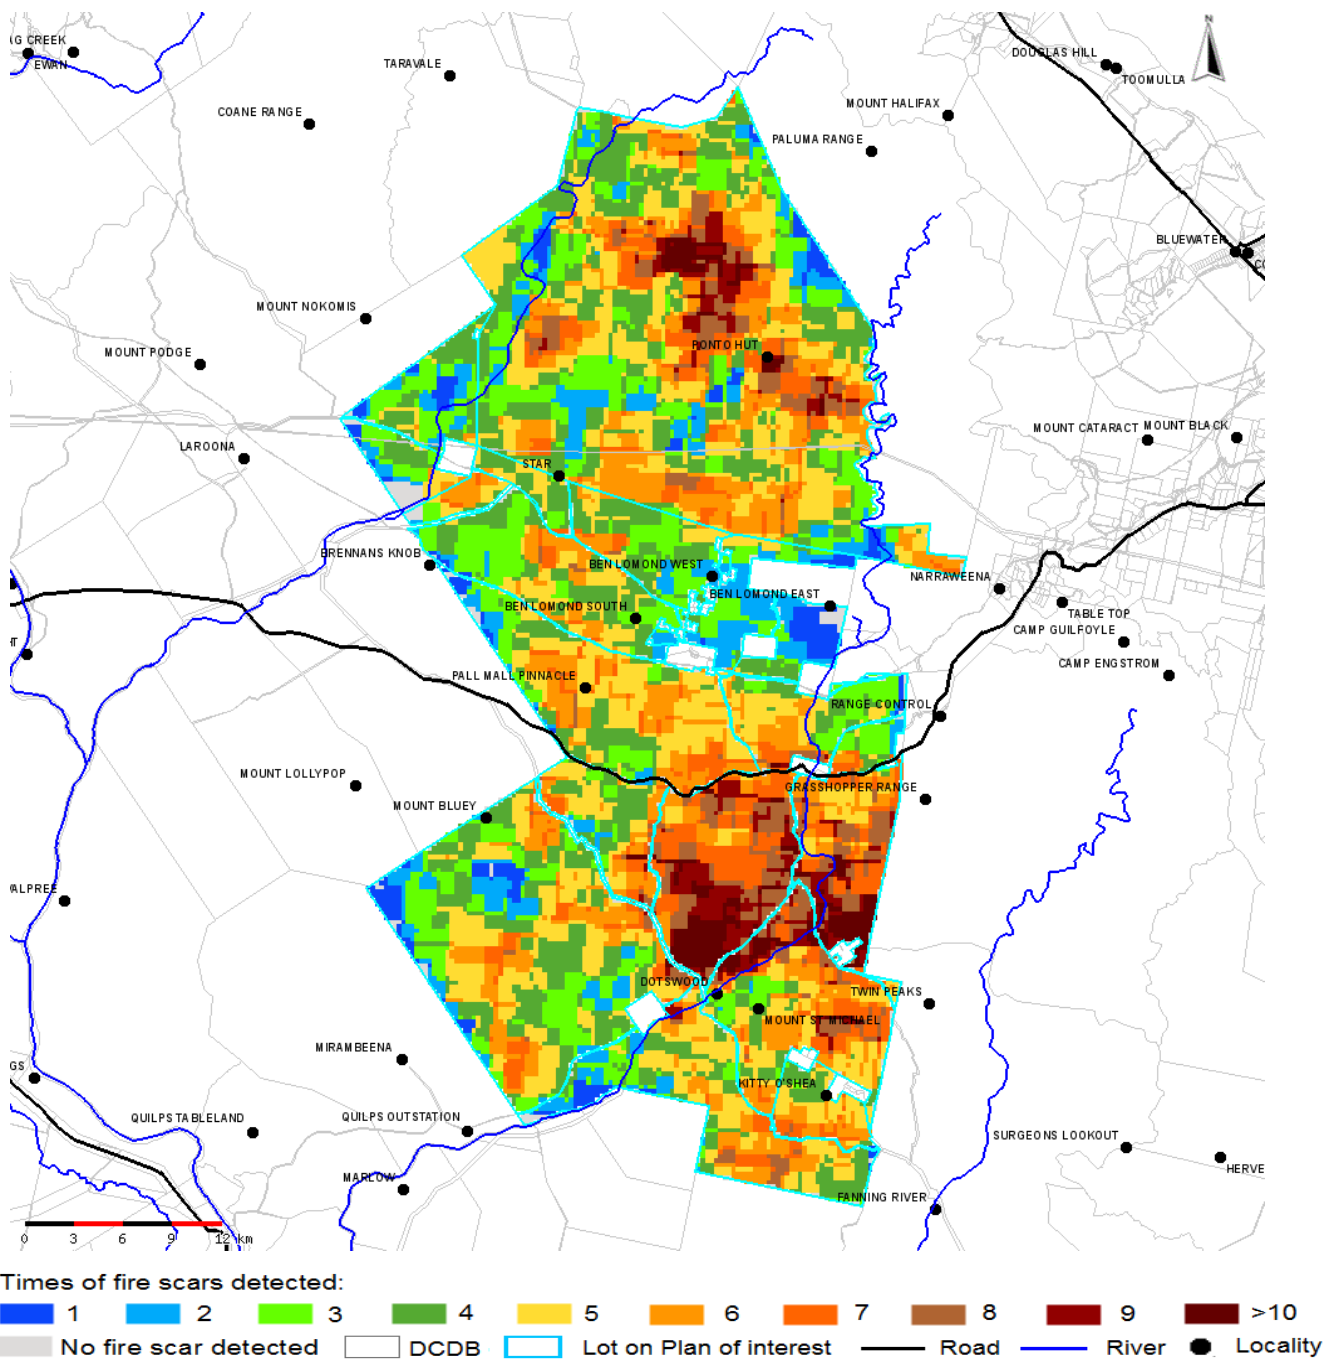 N
AG CREEK
EWAN
TARAVALE
DOUGLAS HILL
TOOMULLA
COANE RANGE
MOUNT HALIFAX
PALUMA RANGE
BLUEWATER
MOUNT NOKOMIS
MOUNT PODGE
PONTO HUT
LAROONA
STAR
MOUNT CATARACT
MOUNT BLACK
BRENNANS KNOB
BEN LOMOND WEST
BEN LOMOND EAST
BEN LOMOND SOUTH
NARRAWEENA
TABLE TOP
CAMP GUILFOYLE
CAMP ENGSTROM
PALL MALL PINNACLE
RANGE CONTROL
MOUNT LOLLYPOP
MOUNT BLUEY
GRASSHOPPER RANGE
ALPREE
DOTSWOOD
TWIN PEAKS
MOUNT ST MICHAEL
MIRAMBEENA
GS
KITTY O'SHEA
QUILPS TABLELAND
QUILPS OUTSTATION
SURGEONS LOOKOUT
HERVE
MARLOW
FANNING RIVER
0 3 6 9 12 km
Times of fire scars detected:
1 2 3 4 5 6 7 8 9 >10
No fire scar detected DCDB Lot on Plan of interest Road River Locality